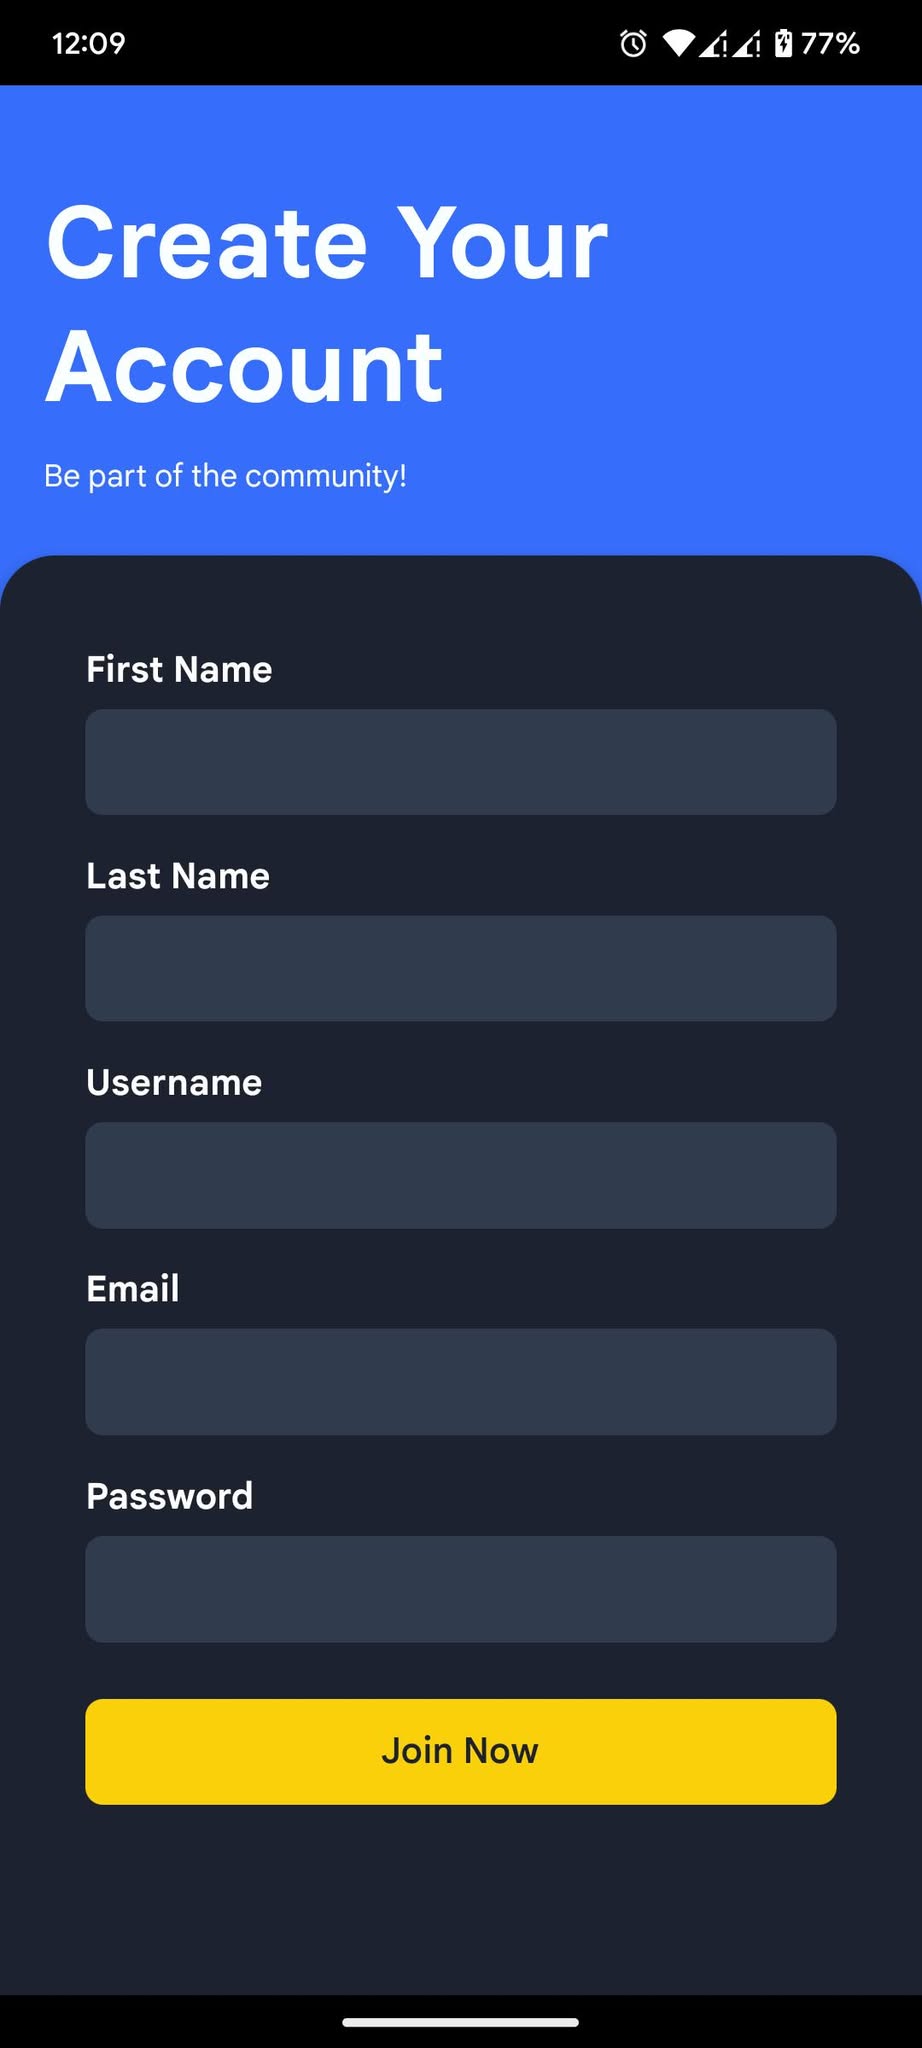 12:09
77%
Create Your
Account
Be part of the community!
First Name
Last Name
Username
Email
Password
Join Now